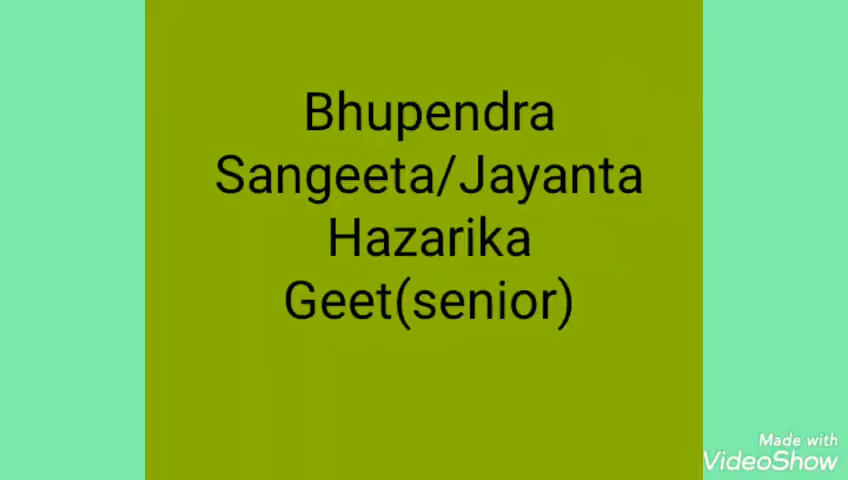 Bhupendra
Sangeeta/Jayanta
Hazarika
Geet(senior)
Made with
VideoShow